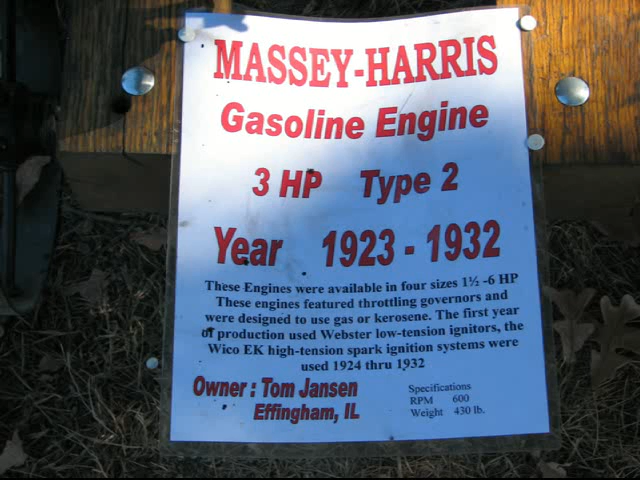 MASSEY-HARRIS
Gasoline Engine
3 HP Type 2
Year 1923 - 1932
These Engines were available in four sizes 1½ -6 HP
These engines featured throttling governors and
were designed to use gas or kerosene. The first year
of production used Webster low-tension ignitors, the
Wico EK high-tension spark ignition systems were
used 1924 thru 1932
Owner : Tom Jansen
Effingham, IL
Specifications
RPM 600
Weight 430 lb.